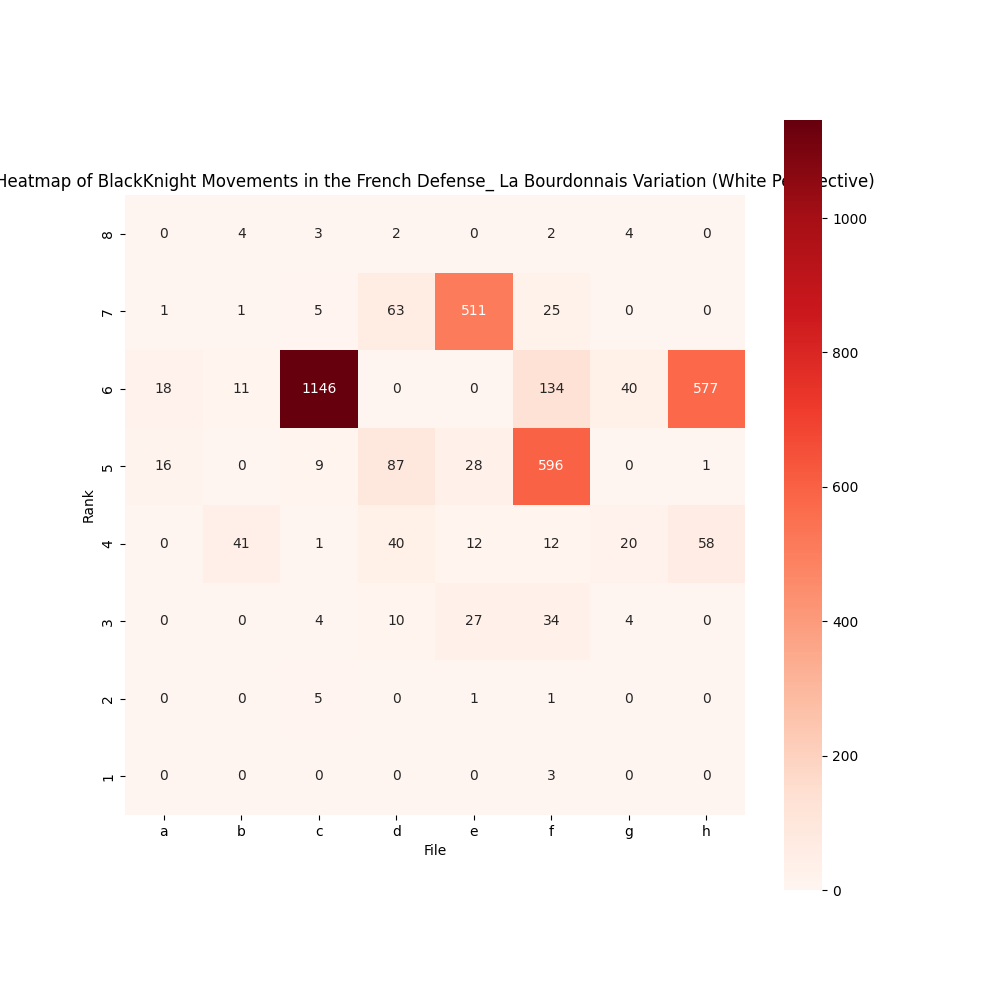 Heatmap of BlackKnight Movements in the French Defense_ La Bourdonnais Variation (White P ective)
8 0 4 3 2 0 2 4 0
7 1 1 5 63 511 25 0 0
6 18 11 1146 0 0 134 40 577
5 16 0 9 87 28 596 0 1
4 0 41 1 40 12 12 20 58
3 0 0 4 10 27 34 4 0
2 0 0 5 0 1 1 0 0
1 0 0 0 0 0 3 0 0
a b c d e f g h
File
Rank
1000
800
600
400
200
0